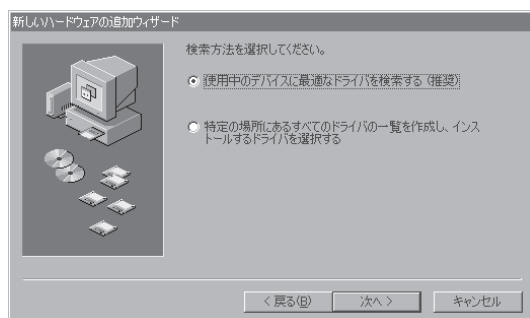 新しいハードウェアの追加ウィザード
検索方法を選択してください。
使用中のデバイスに最適なドライバを検索する (推奨)
特定の場所にあるすべてのドライバの一覧を作成し、インス
トールするドライバを選択する
< 戻る(B)
次へ >
キャンセル